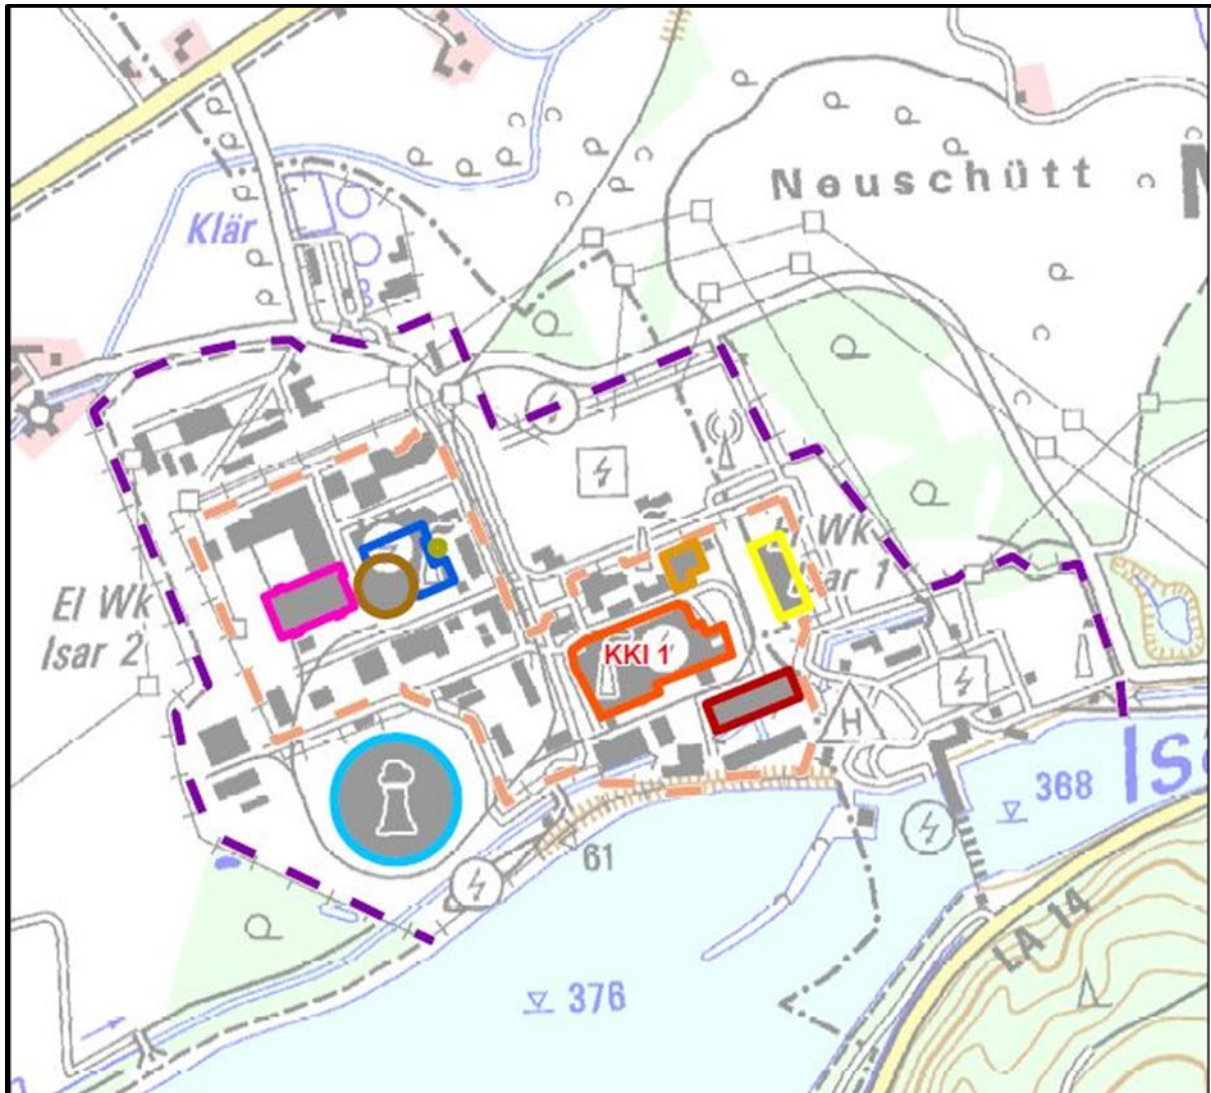 Neuschütt
Klär
El Wk
Isar 2
El Wk
Isar 1
KKI 1
H
Is
368
61
LA 14
376